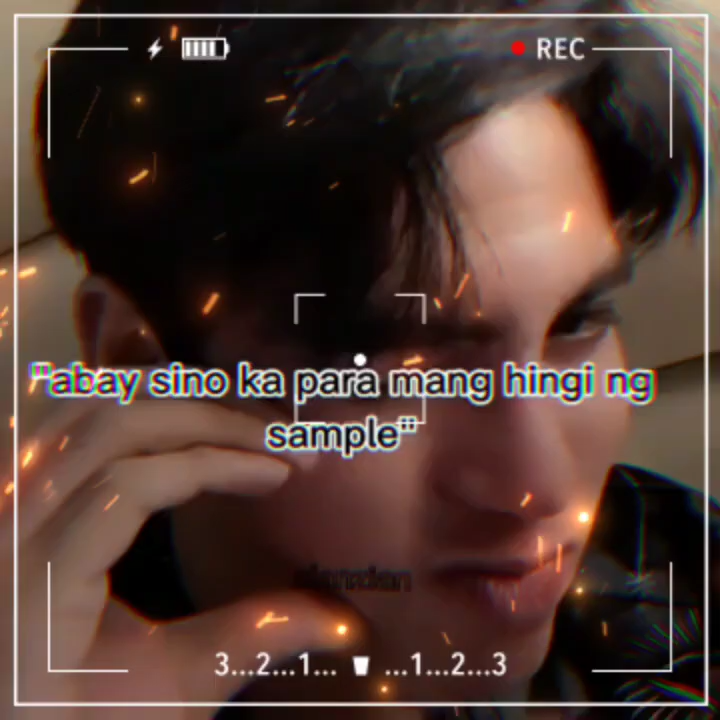 REC
"abay sino ka para mang hingi ng
sample"
3...2...1... ...1...2...3